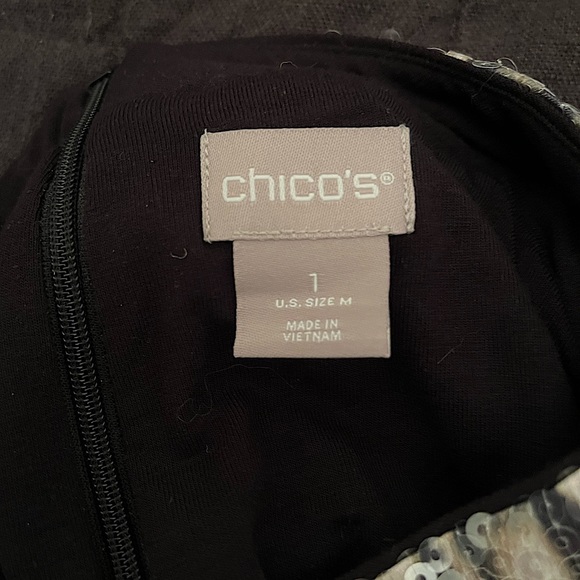 chico's®
1
U.S. SIZE M
MADE IN
VIETNAM